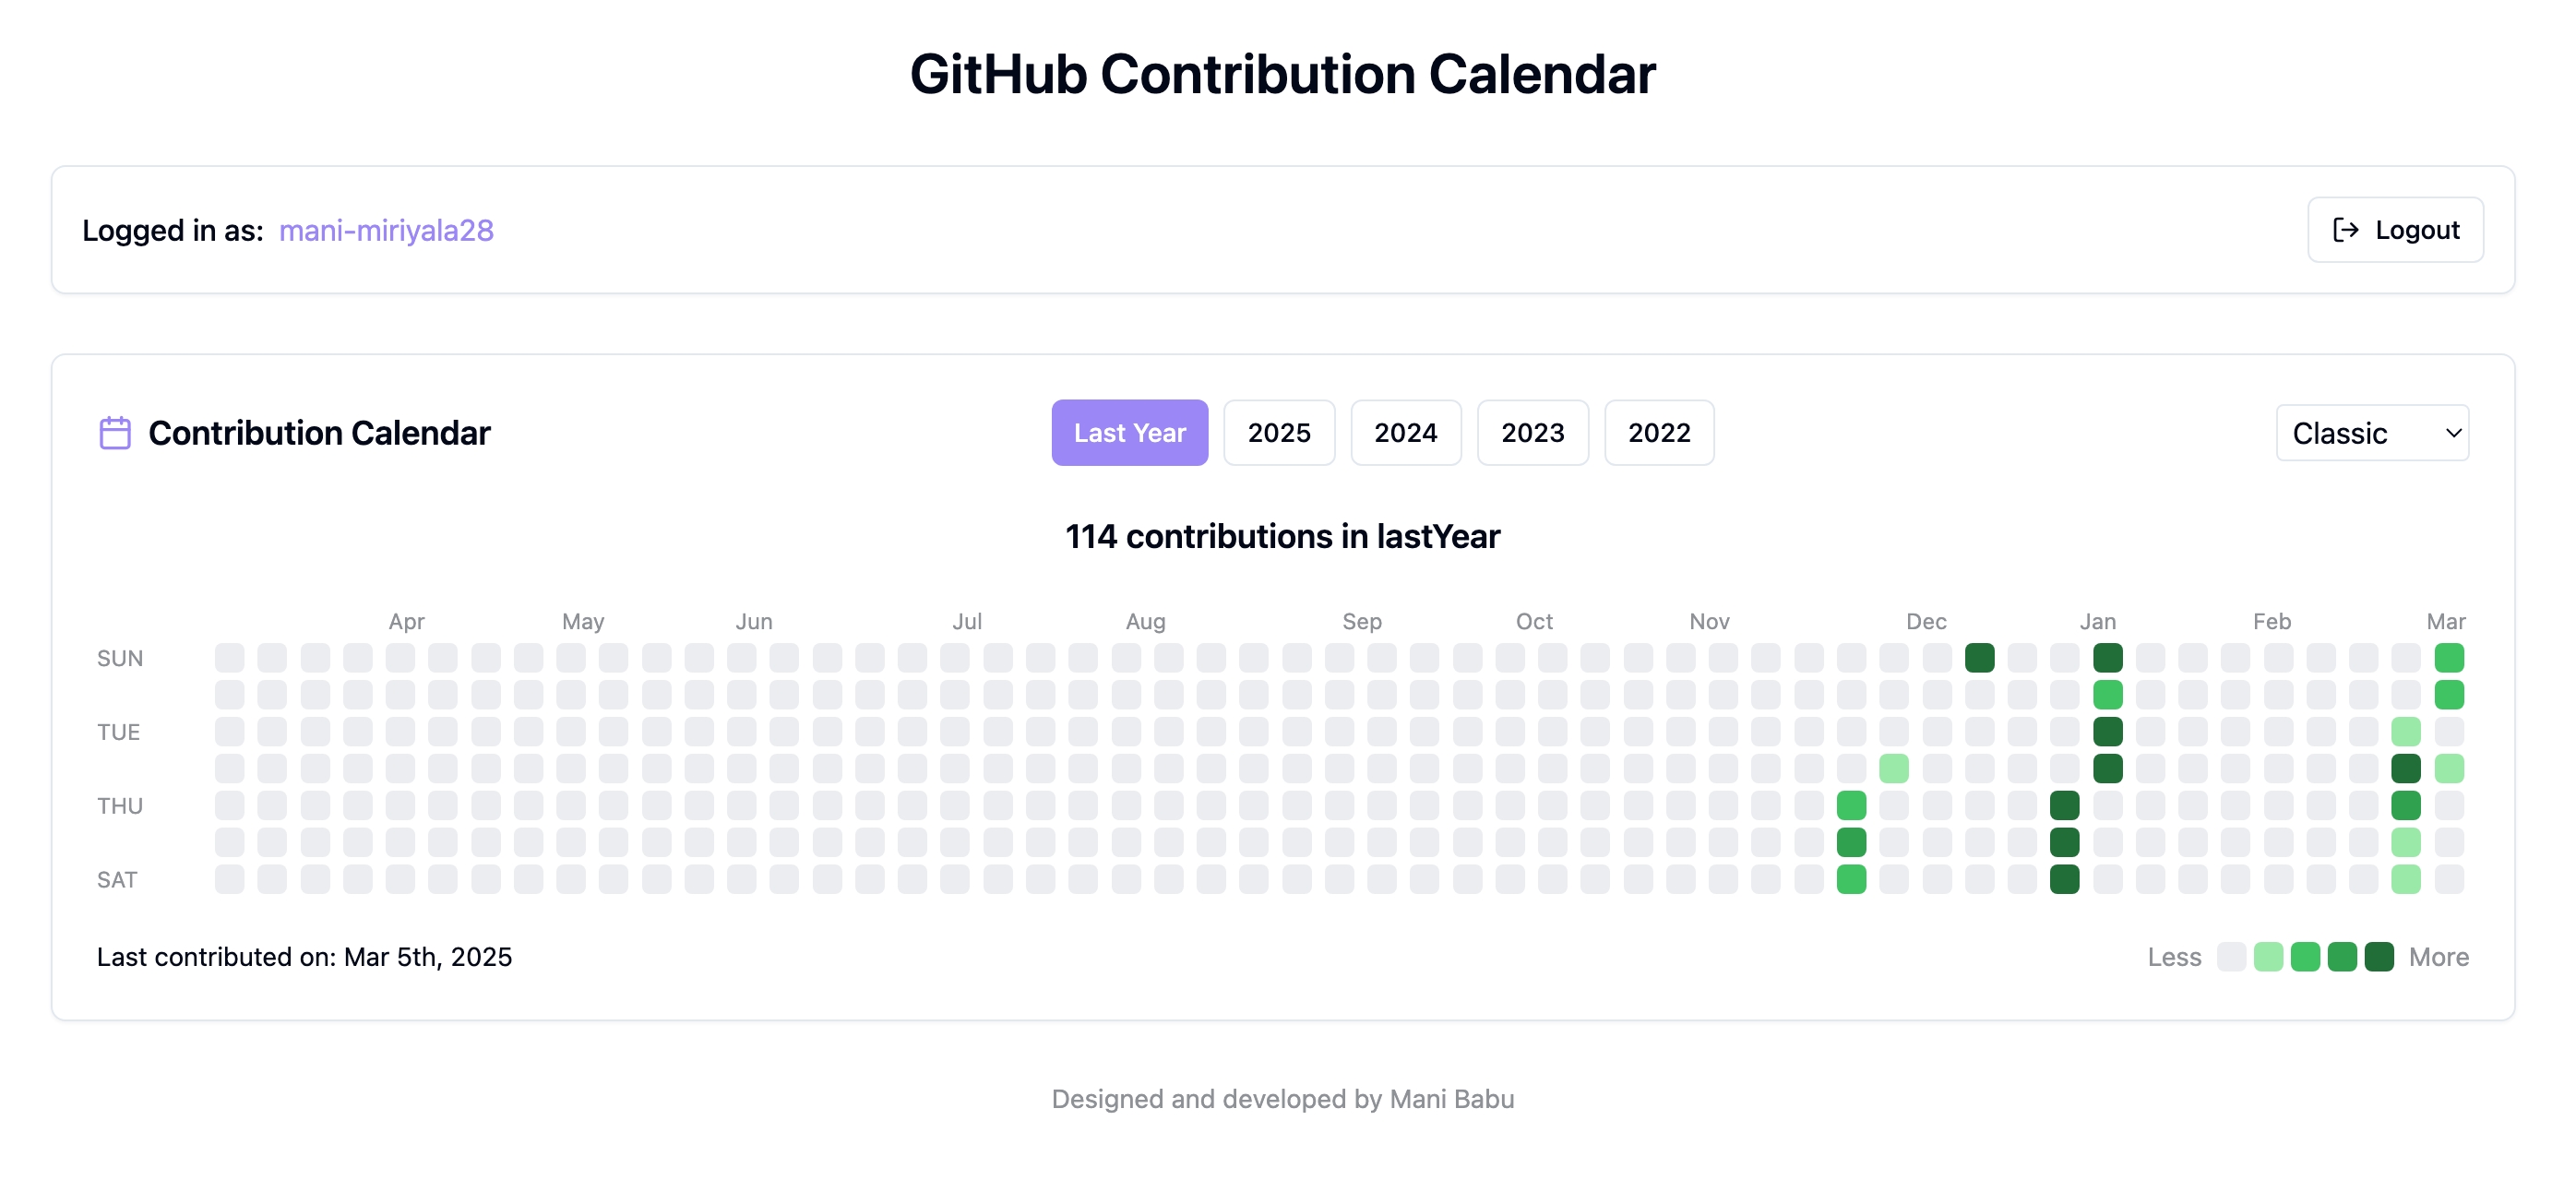 GitHub Contribution Calendar
Logged in as: mani-miriyala28
Logout
Contribution Calendar
Last Year
2025
2024
2023
2022
Classic
114 contributions in lastYear
Apr May Jun Jul Aug Sep Oct Nov Dec Jan Feb Mar
SUN
TUE
THU
SAT
Last contributed on: Mar 5th, 2025
Less More
Designed and developed by Mani Babu